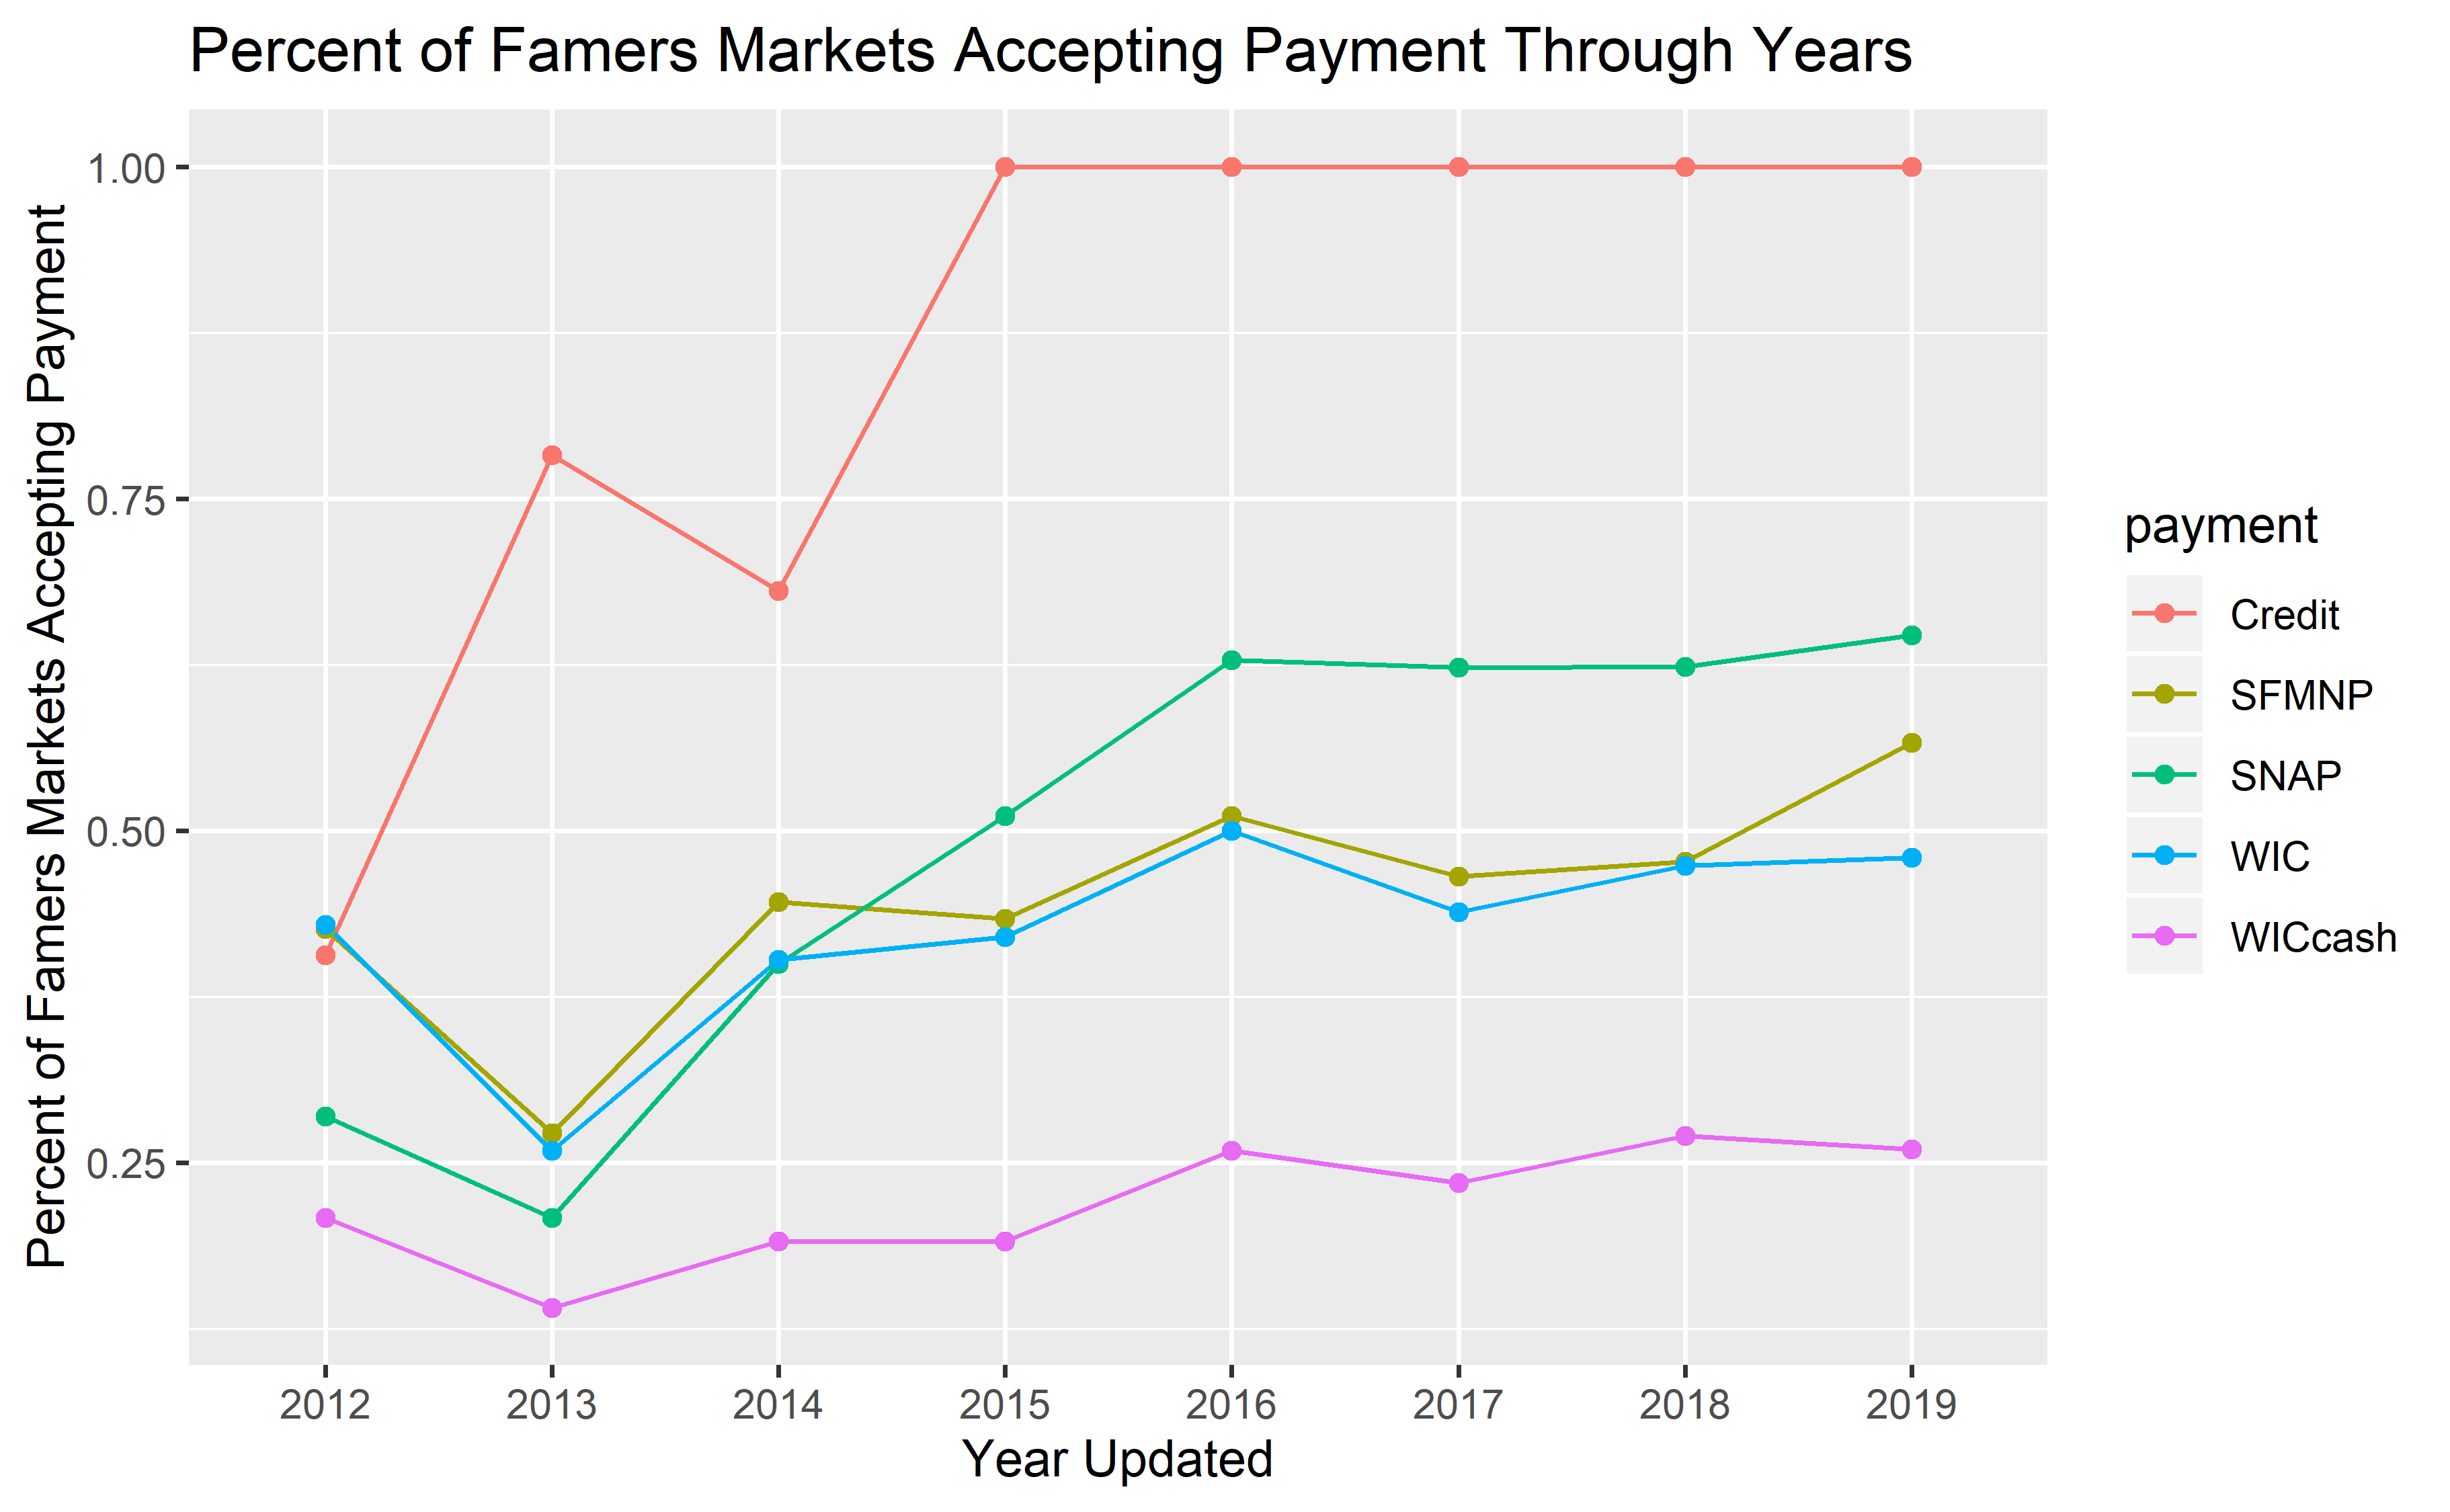 Percent of Famers Markets Accepting Payment Through Years
Percent of Famers Markets Accepting Payment
1.00
0.75
0.50
0.25
2012 2013 2014 2015 2016 2017 2018 2019
Year Updated
payment
Credit
SFMNP
SNAP
WIC
WICcash